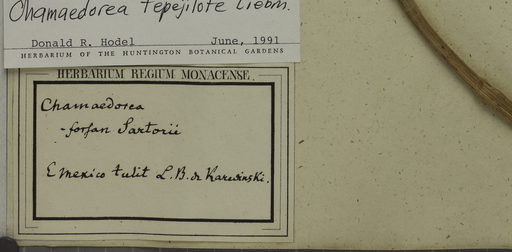 Chamaedorea tepejilote Liebm.
Donald R. Hodel June, 1991
HERBARIUM OF THE HUNTINGTON BOTANICAL GARDENS
HERBARIUM REGIUM MONACENSE.
Chamaedorea
- forsan Sartorii
E Mexico tulit L. B. de Karwinski.